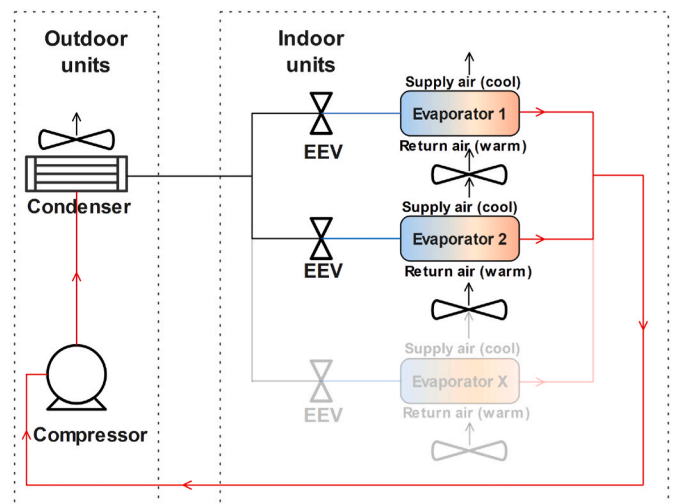 Outdoor
units
Indoor
units
Supply air (cool)
Evaporator 1
EEV
Return air (warm)
Condenser
Supply air (cool)
Evaporator 2
EEV
Return air (warm)
Supply air (cool)
Evaporator X
EEV
Return air (warm)
Compressor